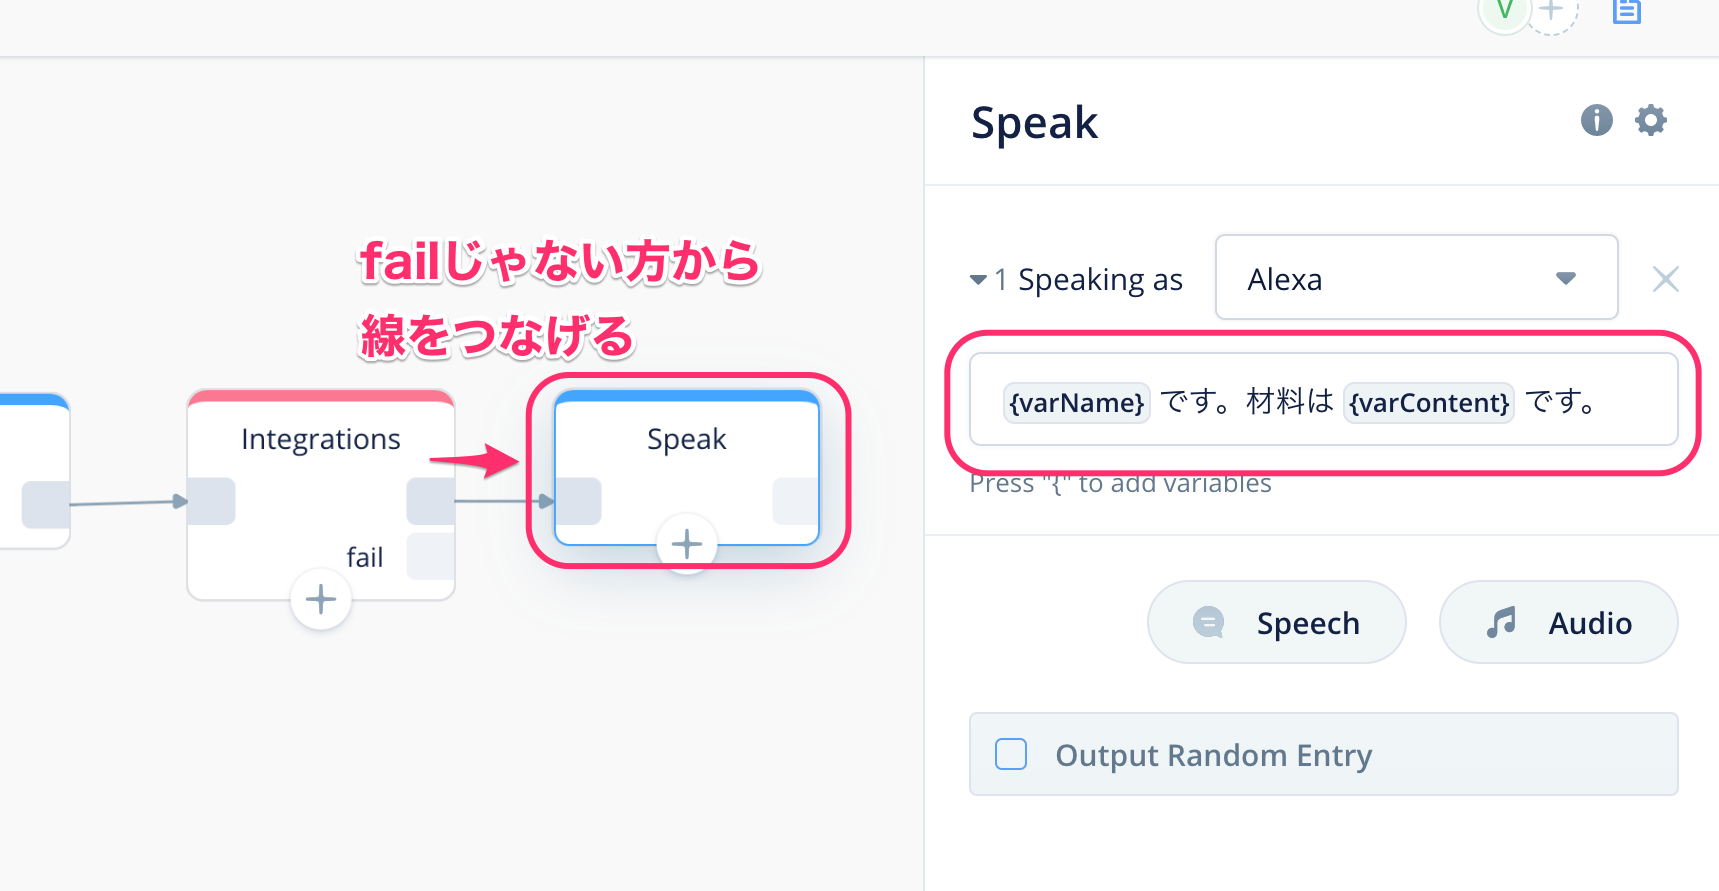 V
Speak
failじゃない方から
線をつなげる
1 Speaking as
Alexa
{varName} です。材料は {varContent} です。
Press "{" to add variables
Integrations
fail
Speak
Speech
Audio
Output Random Entry